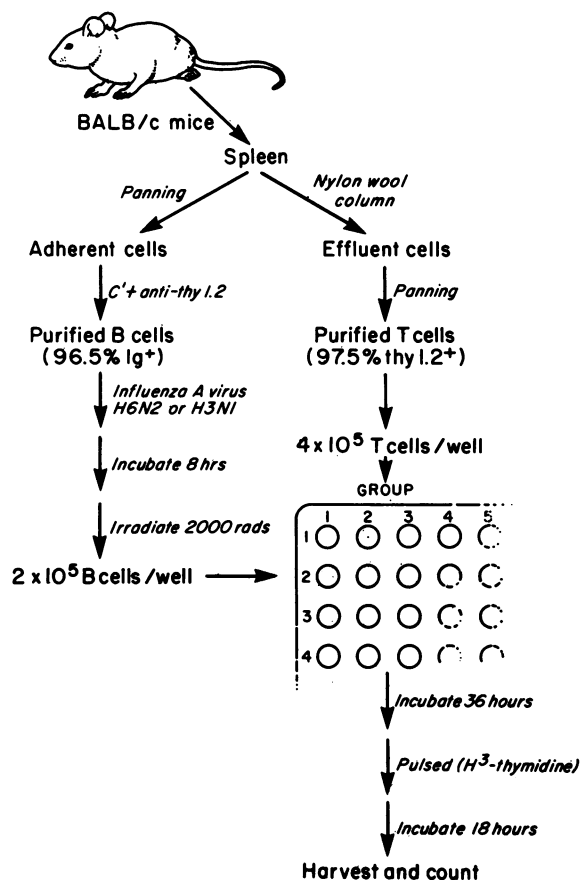 BALB/c mice
Spleen
Panning
Nylon wool
column
Adherent cells
Effluent cells
C'+ anti-thy 1.2
Panning
Purified B cells
(96.5% Ig+)
Purified T cells
(97.5% thy 1.2+)
Influenza A virus
H6N2 or H3N1
4 x 10⁵ T cells/well
Incubate 8 hrs
GROUP
1 2 3 4 5
Irradiate 2000 rads
1
2 x 10⁵ B cells/well
2
3
4
Incubate 36 hours
Pulsed (H³-thymidine)
Incubate 18 hours
Harvest and count